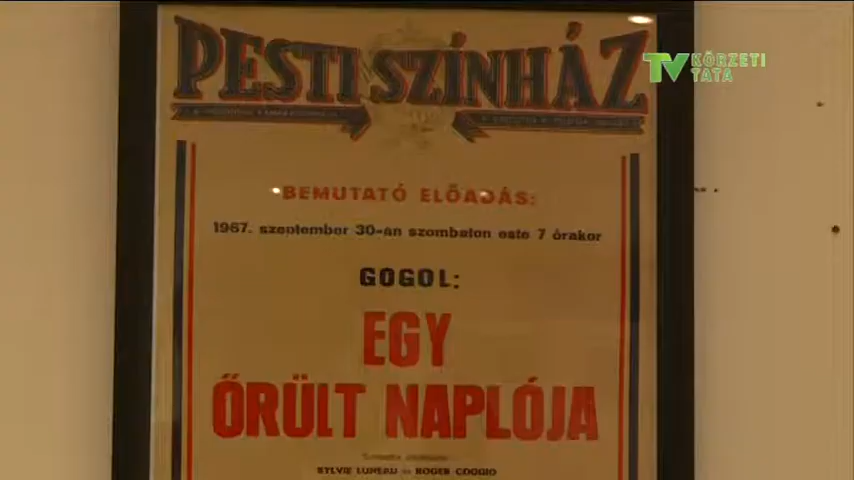 PESTI SZÍNHÁZ
TV KÖRZETI
TATA
BEMUTATÓ ELŐADÁS:
1967. szeptember 30-án szombaton este 7 órakor
GOGOL:
EGY
ŐRÜLT NAPLÓJA
SYLVIE LUNEAU ROGER COGGIO